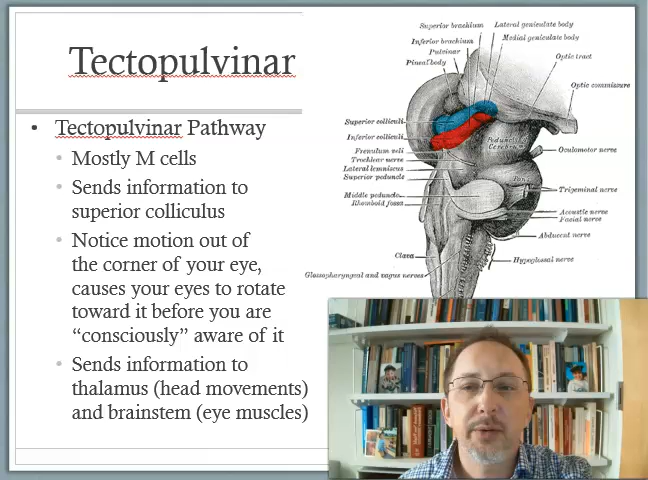 Tectopulvinar
• Tectopulvinar Pathway
• Mostly M cells
• Sends information to
superior colliculus
• Notice motion out of
the corner of your eye,
causes your eyes to rotate
toward it before you are
“consciously” aware of it
• Sends information to
thalamus (head movements)
and brainstem (eye muscles)
Superior brachium
Lateral geniculate body
Inferior brachium
Medial geniculate body
Pulvinar
Pineal body
Optic tract
Optic commissure
Superior colliculi
Inferior colliculi
Frenulum veli
Trochlear nerve
Lateral lemniscus
Superior peduncle
Middle peduncle
Rhomboid fossa
Peduncle
Cerebral
Oculomotor nerve
Pons
Trigeminal nerve
Acoustic nerve
Facial nerve
Abducent nerve
Clava
Hypoglossal nerve
Glossopharyngeal and vagus nerves